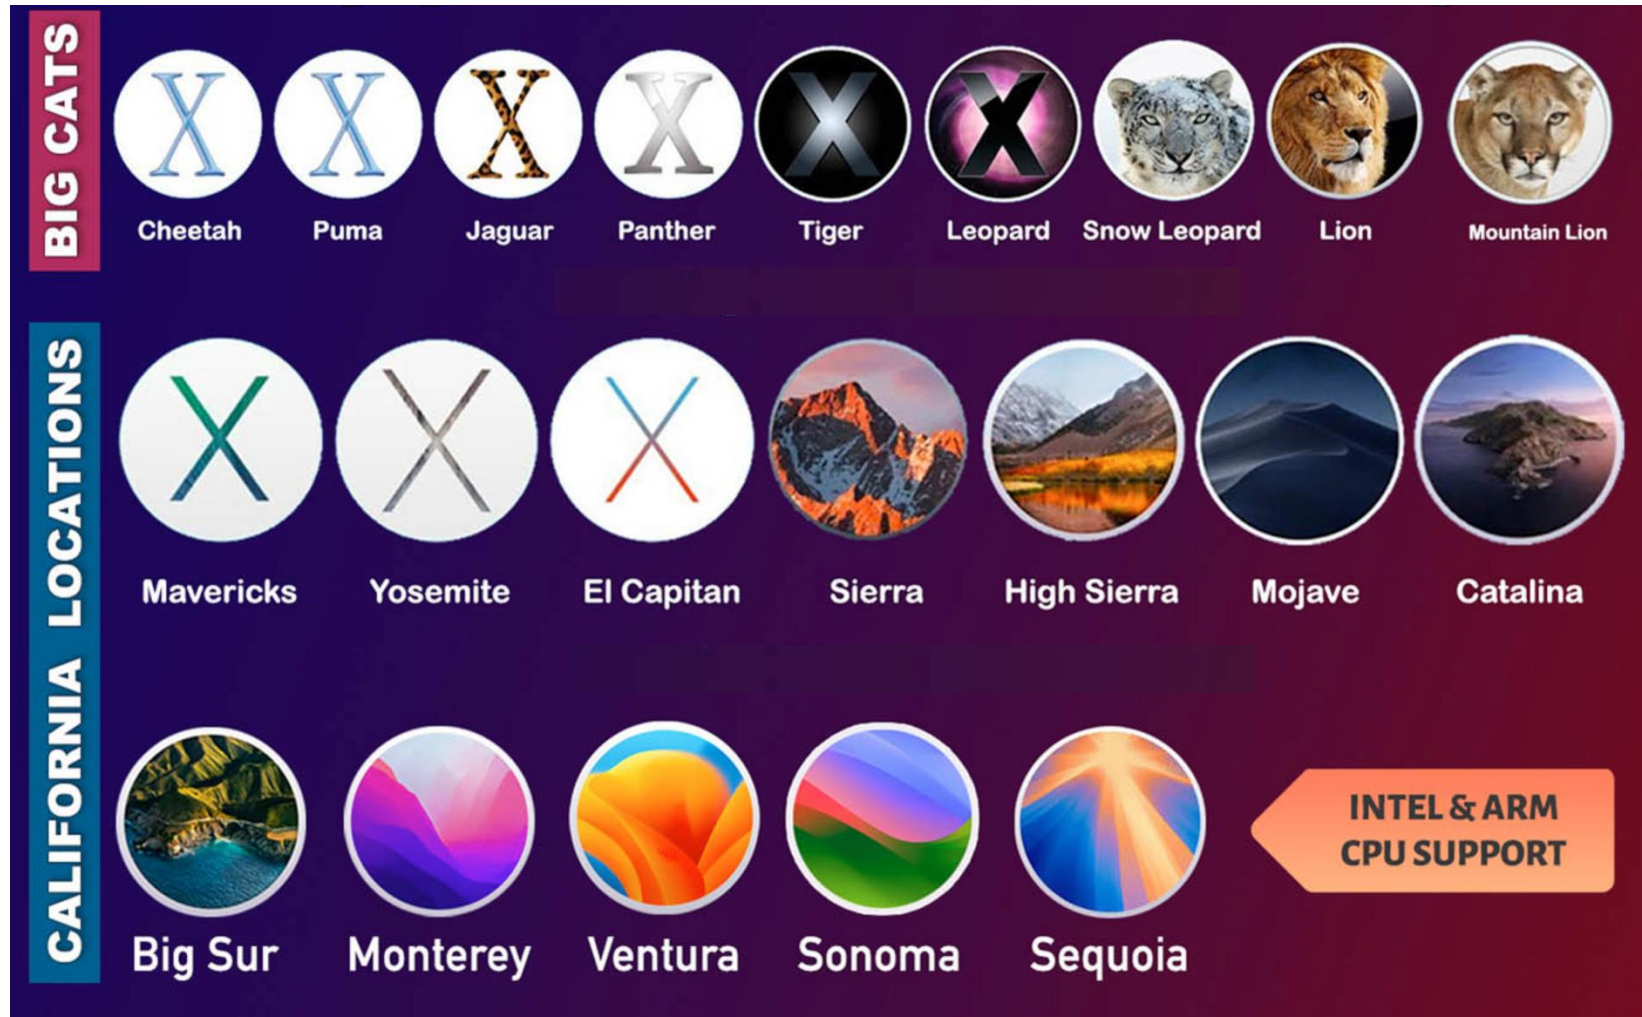 BIG CATS
Cheetah
Puma
Jaguar
Panther
Tiger
Leopard
Snow Leopard
Lion
Mountain Lion
CALIFORNIA LOCATIONS
Mavericks
Yosemite
El Capitan
Sierra
High Sierra
Mojave
Catalina
Big Sur
Monterey
Ventura
Sonoma
Sequoia
INTEL & ARM
CPU SUPPORT